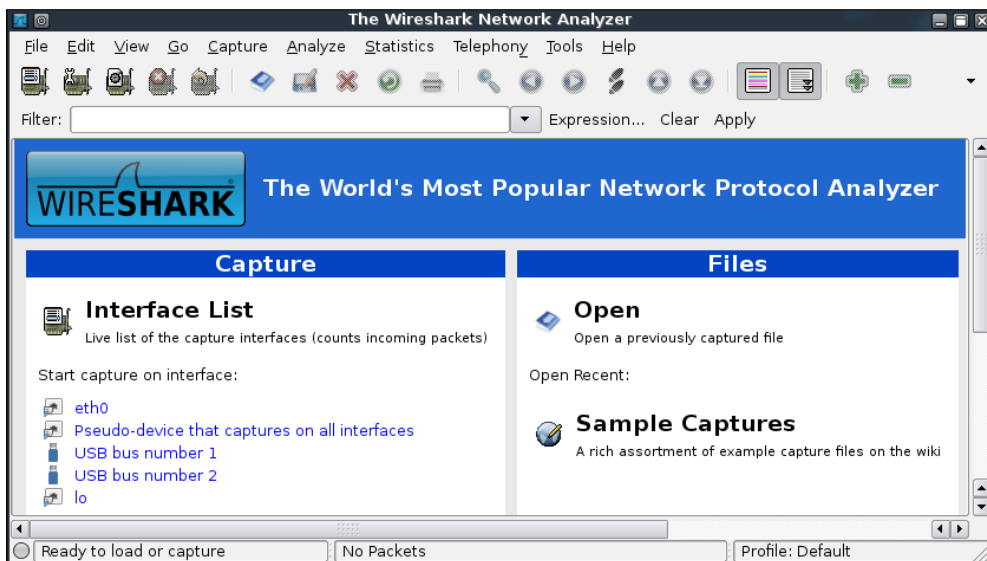 The Wireshark Network Analyzer
File Edit View Go Capture Analyze Statistics Telephony Tools Help
Filter: Expression... Clear Apply
WIRESHARK The World's Most Popular Network Protocol Analyzer
Capture
Interface List
Live list of the capture interfaces (counts incoming packets)
Start capture on interface:
eth0
Pseudo-device that captures on all interfaces
USB bus number 1
USB bus number 2
lo
Files
Open
Open a previously captured file
Open Recent:
Sample Captures
A rich assortment of example capture files on the wiki
Ready to load or capture No Packets Profile: Default